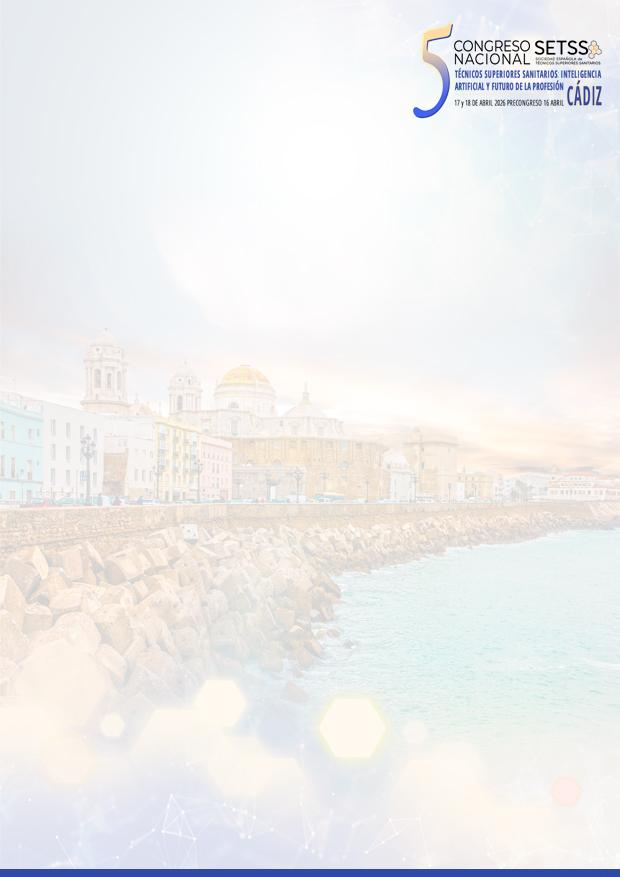 5 CONGRESO NACIONAL
SETSS
SOCIEDAD ESPAÑOLA de
TÉCNICOS SUPERIORES SANITARIOS
TÉCNICOS SUPERIORES SANITARIOS INTELIGENCIA
ARTIFICIAL Y FUTURO DE LA PROFESIÓN
17 y 18 DE ABRIL 2026 PRECONGRESO 16 ABRIL
CÁDIZ